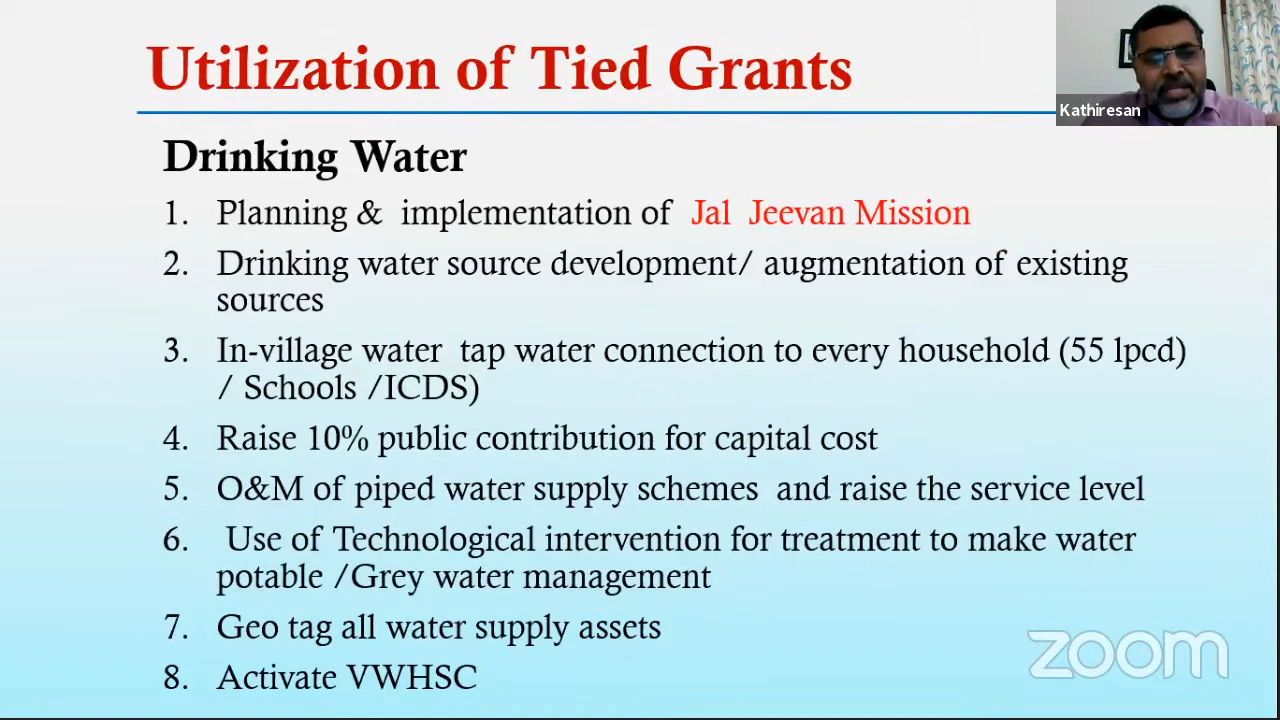 Utilization of Tied Grants
Kathiresan
Drinking Water
1. Planning & implementation of Jal Jeevan Mission
2. Drinking water source development/ augmentation of existing
sources
3. In-village water tap water connection to every household (55 lpcd)
/ Schools /ICDS)
4. Raise 10% public contribution for capital cost
5. O&M of piped water supply schemes and raise the service level
6. Use of Technological intervention for treatment to make water
potable /Grey water management
7. Geo tag all water supply assets
8. Activate VWHSC
zoom